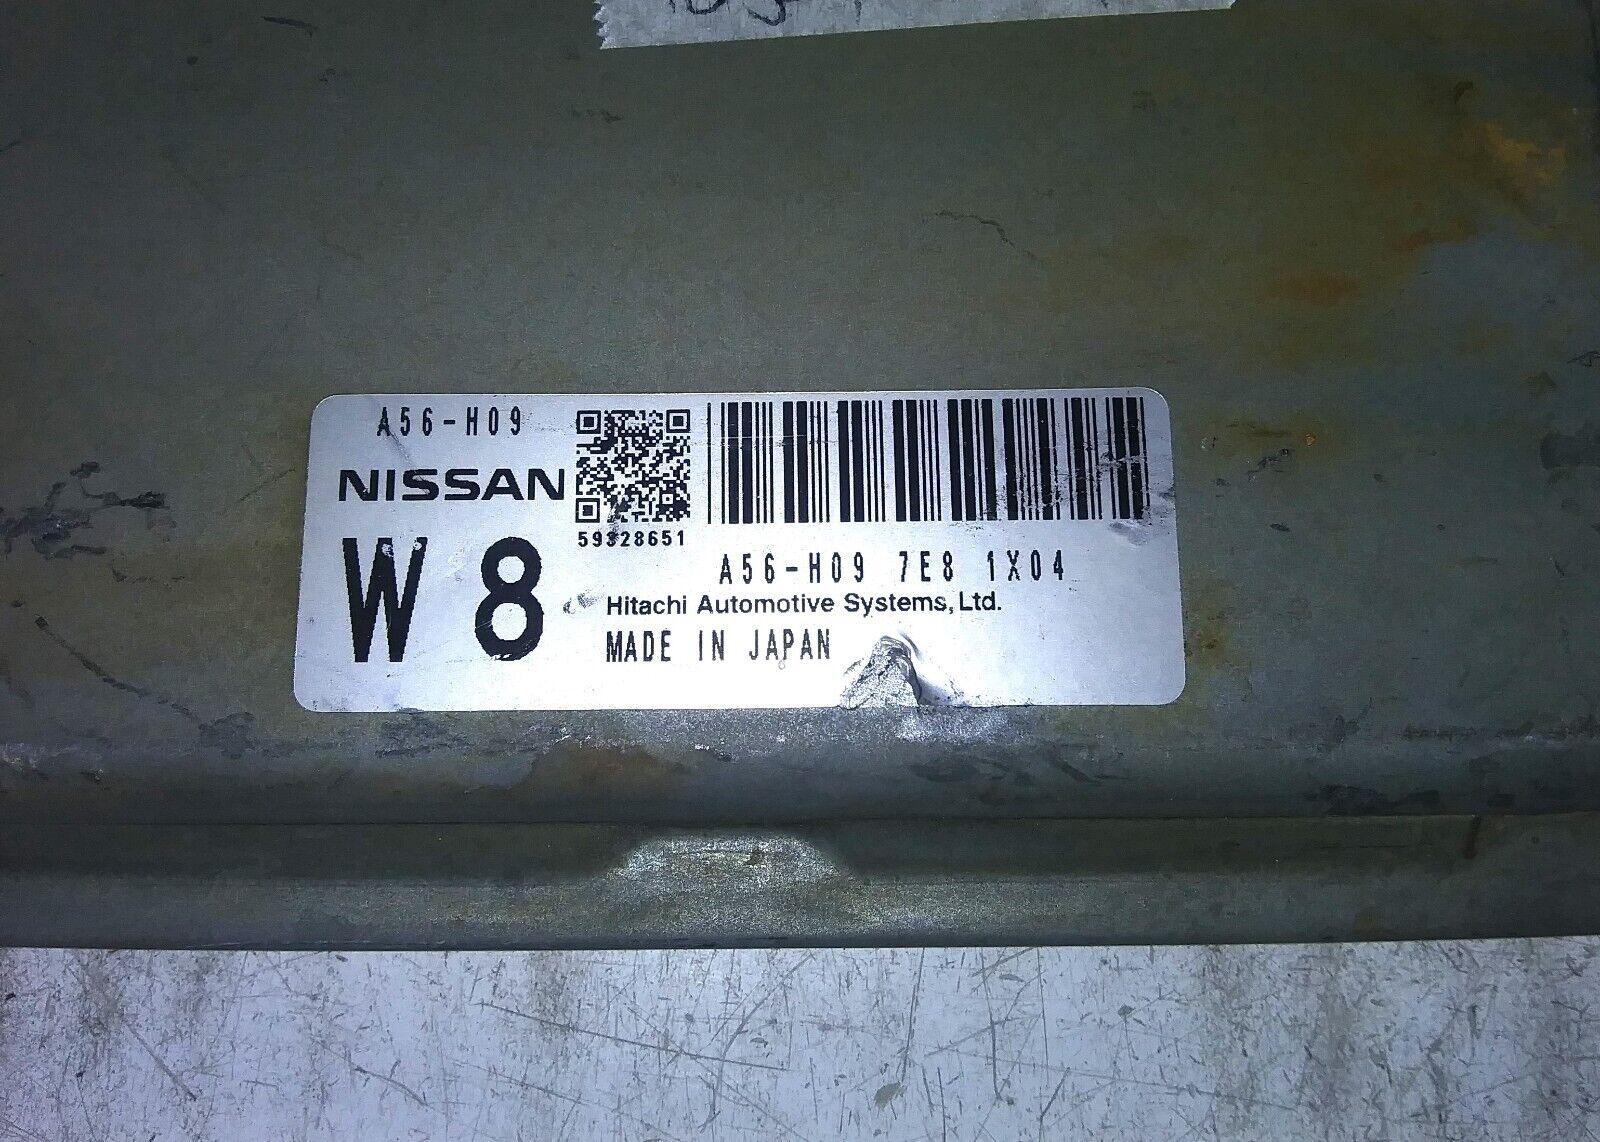 A56-H09
NISSAN
59328651
W 8
A56-H09 7E8 1X04
Hitachi Automotive Systems, Ltd.
MADE IN JAPAN